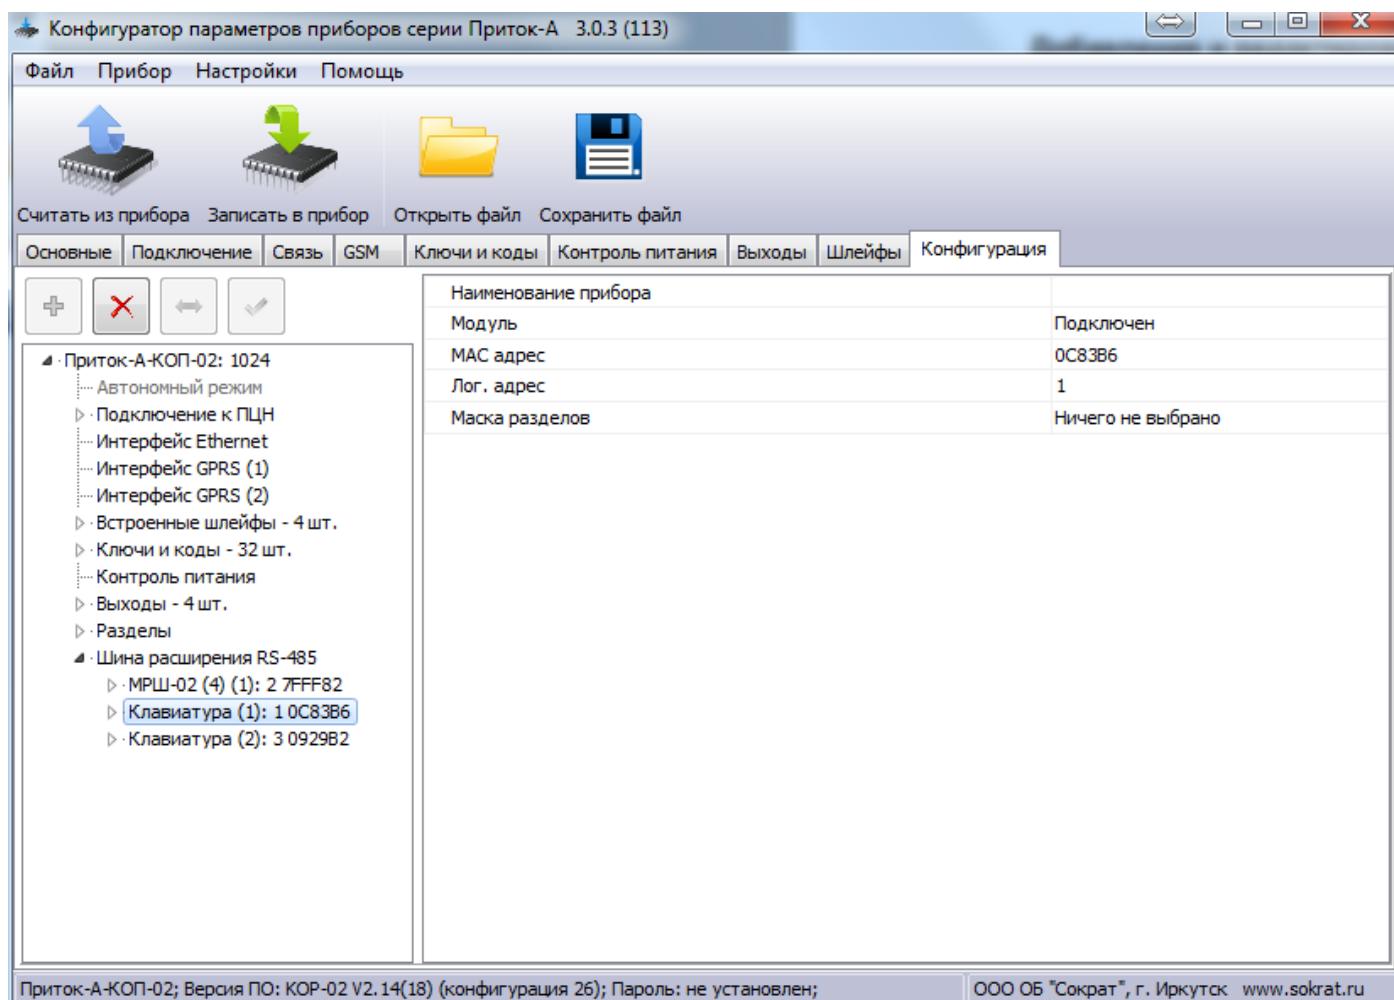 Конфигуратор параметров приборов серии Приток-А 3.0.3 (113)
Файл Прибор Настройки Помощь
Считать из прибора Записать в прибор Открыть файл Сохранить файл
Основные Подключение Связь GSM Ключи и коды Контроль питания Выходы Шлейфы Конфигурация
Наименование прибора
Модуль Подключен
МАС адрес 0C83B6
Лог. адрес 1
Маска разделов Ничего не выбрано
Приток-А-КОП-02: 1024
Автономный режим
Подключение к ПЦН
Интерфейс Ethernet
Интерфейс GPRS (1)
Интерфейс GPRS (2)
Встроенные шлейфы - 4 шт.
Ключи и коды - 32 шт.
Контроль питания
Выходы - 4 шт.
Разделы
Шина расширения RS-485
МРШ-02 (4) (1): 2 7FFF82
Клавиатура (1): 1 0C83B6
Клавиатура (2): 3 0929B2
Приток-А-КОП-02; Версия ПО: KOP-02 V2.14(18) (конфигурация 26); Пароль: не установлен; ООО ОБ "Сократ", г. Иркутск www.sokrat.ru